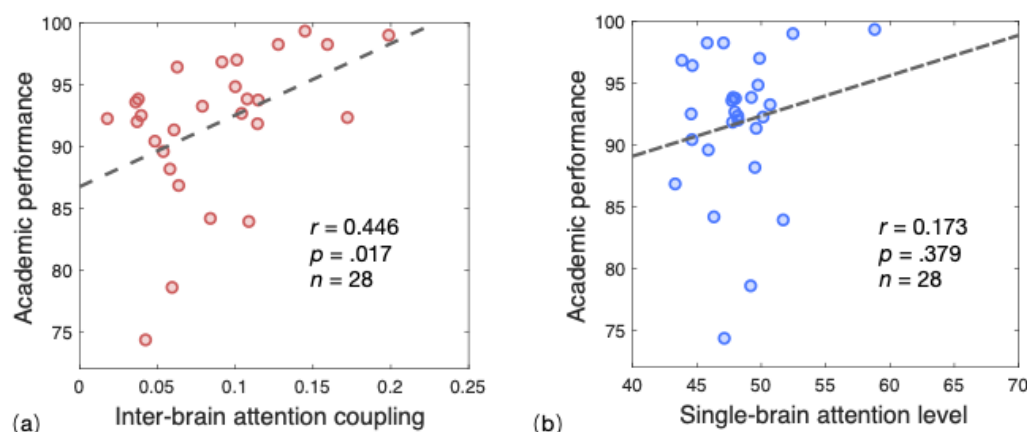 100
95
90
85
80
75
Academic performance
r = 0.446
p = .017
n = 28
0
0.05
0.1
0.15
0.2
0.25
(a)
Inter-brain attention coupling
100
95
90
85
80
75
Academic performance
r = 0.173
p = .379
n = 28
40
45
50
55
60
65
70
(b)
Single-brain attention level